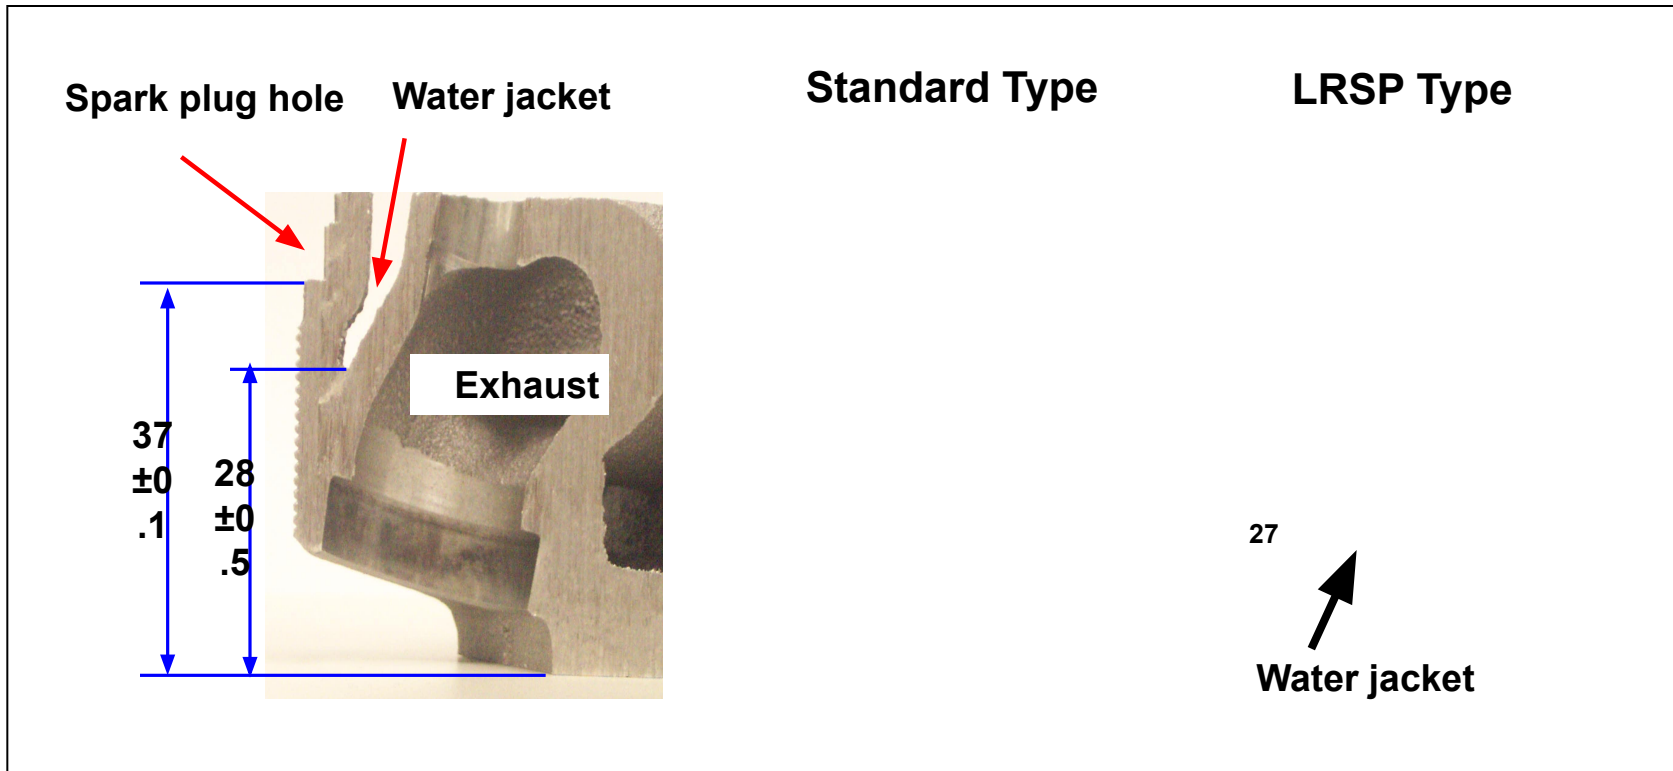 Spark plug hole
Water jacket
Standard Type
LRSP Type
Exhaust
37
±0
.1
28
±0
.5
27
Water jacket